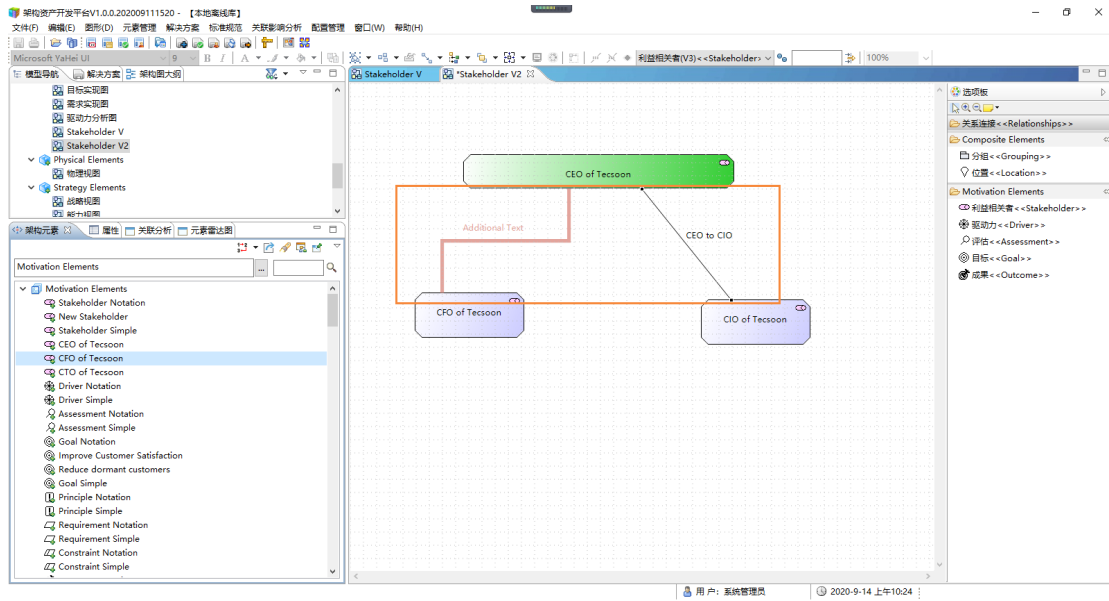 架构资产开发平台V1.0.0.202009111520 - 【本地离线库】
文件(F) 编辑(E) 图形(D) 元素管理 解决方案 标准规范 关联影响分析 配置管理 窗口(W) 帮助(H)
Microsoft YaHei UI 9 B I A 利益相关者(V3)<<Stakeholder> 100%
模型导航 解决方案 架构图大纲
目标实现图
需求实现图
驱动力分析图
Stakeholder V
Stakeholder V2
Physical Elements
物理视图
Strategy Elements
战略视图
能力视图
架构元素 属性 关联分析 元素雷达图
Motivation Elements ...
Motivation Elements
Stakeholder Notation
New Stakeholder
Stakeholder Simple
CEO of Tecsoon
CFO of Tecsoon
CTO of Tecsoon
Driver Notation
Driver Simple
Assessment Notation
Assessment Simple
Goal Notation
Improve Customer Satisfaction
Reduce dormant customers
Goal Simple
Principle Notation
Principle Simple
Requirement Notation
Requirement Simple
Constraint Notation
Constraint Simple
Stakeholder V *Stakeholder V2
CEO of Tecsoon
Additional Text
CEO to CIO
CFO of Tecsoon
CIO of Tecsoon
选项板
关系连接<<Relationships>>
Composite Elements
分组<<Grouping>>
位置<<Location>>
Motivation Elements
利益相关者<<Stakeholder>>
驱动力<<Driver>>
评估<<Assessment>>
目标<<Goal>>
成果<<Outcome>>
用 户: 系统管理员
2020-9-14 上午10:24